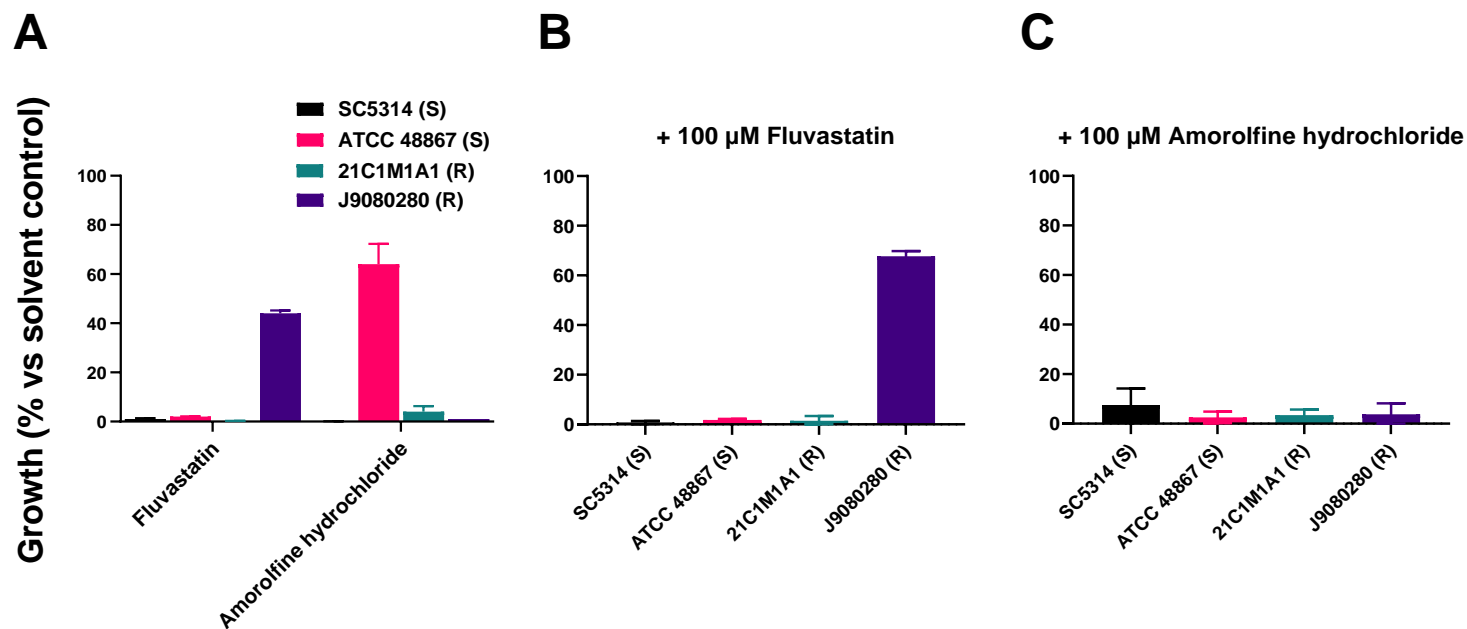 A
B
C
Growth (% vs solvent control)
SC5314 (S)
ATCC 48867 (S)
21C1M1A1 (R)
J9080280 (R)
100
80
60
40
20
0
Fluvastatin
Amorolfine hydrochloride
+ 100 µM Fluvastatin
100
80
60
40
20
0
SC5314 (S)
ATCC 48867 (S)
21C1M1A1 (R)
J9080280 (R)
+ 100 µM Amorolfine hydrochloride
100
80
60
40
20
0
SC5314 (S)
ATCC 48867 (S)
21C1M1A1 (R)
J9080280 (R)